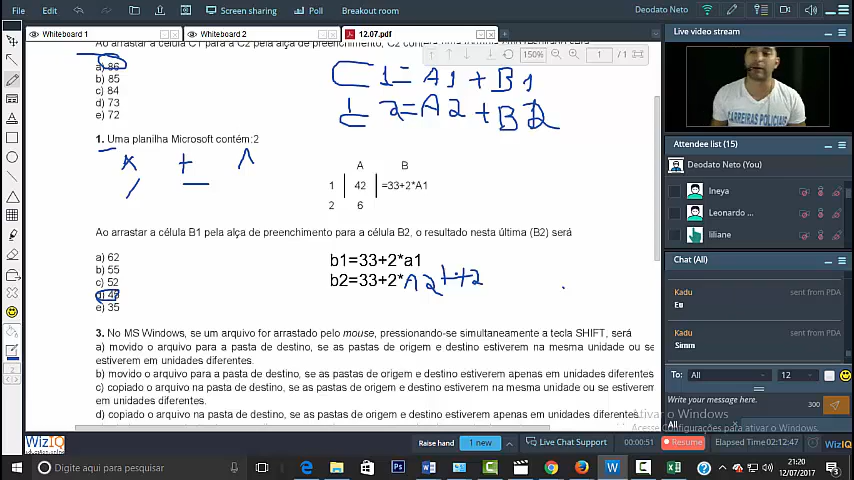 File
Edit
Screen sharing
Poll
Breakout room
Deodato Neto
Whiteboard 1
Whiteboard 2
12.07.pdf
Live video stream
150%
1
/ 1
a) 86
b) 85
c) 84
d) 73
e) 72
C1 = A1 + B1
C2 = A2 + B2
1. Uma planilha Microsoft contém:2
* + ^
/ -
A B
1 42 =33+2*A1
2 6
Ao arrastar a célula B1 pela alça de preenchimento para a célula B2, o resultado nesta última (B2) será
a) 62
b) 55
c) 52
e) 35
b1=33+2*a1
b2=33+2*A2
3. No MS Windows, se um arquivo for arrastado pelo mouse, pressionando-se simultaneamente a tecla SHIFT, será
a) movido o arquivo para a pasta de destino, se as pastas de origem e destino estiverem na mesma unidade ou se
estiverem em unidades diferentes.
b) movido o arquivo para a pasta de destino, se as pastas de origem e destino estiverem apenas em unidades diferentes
c) copiado o arquivo na pasta de destino, se as pastas de origem e destino estiverem na mesma unidade ou se estiverem
em unidades diferentes.
d) copiado o arquivo na pasta de destino, se as pastas de origem e destino estiverem apenas em unidades diferentes
CARREIRAS POLICIAIS
Attendee list (15)
Deodato Neto (You)
Ineya
Leonardo ...
liliane
Chat (All)
Kadu sent from PDA
Eu
Kadu sent from PDA
Simm
To: All 12
Write your message here. 300
Ativar o Windows
All
Acesse Configurações para ativar o Windows.
WizIQ
Raise hand
1 new
Live Chat Support
00:00:51
Resume
Elapsed Time 02:12:47
WizIQ
Digite aqui para pesquisar
21:20
12/07/2017